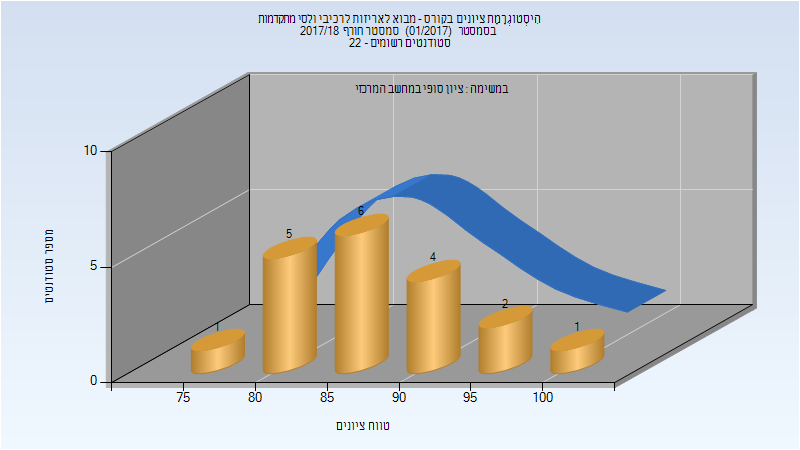 היסטוגרמת ציונים בקורס - מבוא לאריזות לרכיבי ולסי מתקדמות
בסמסטר (01/2017) סמסטר חורף 2017/18
סטודנטים רשומים - 22
במשימה : ציון סופי במחשב המרכזי
10
5
0
מספר סטודנטים
1
5
6
4
2
1
75
80
85
90
95
100
טווח ציונים